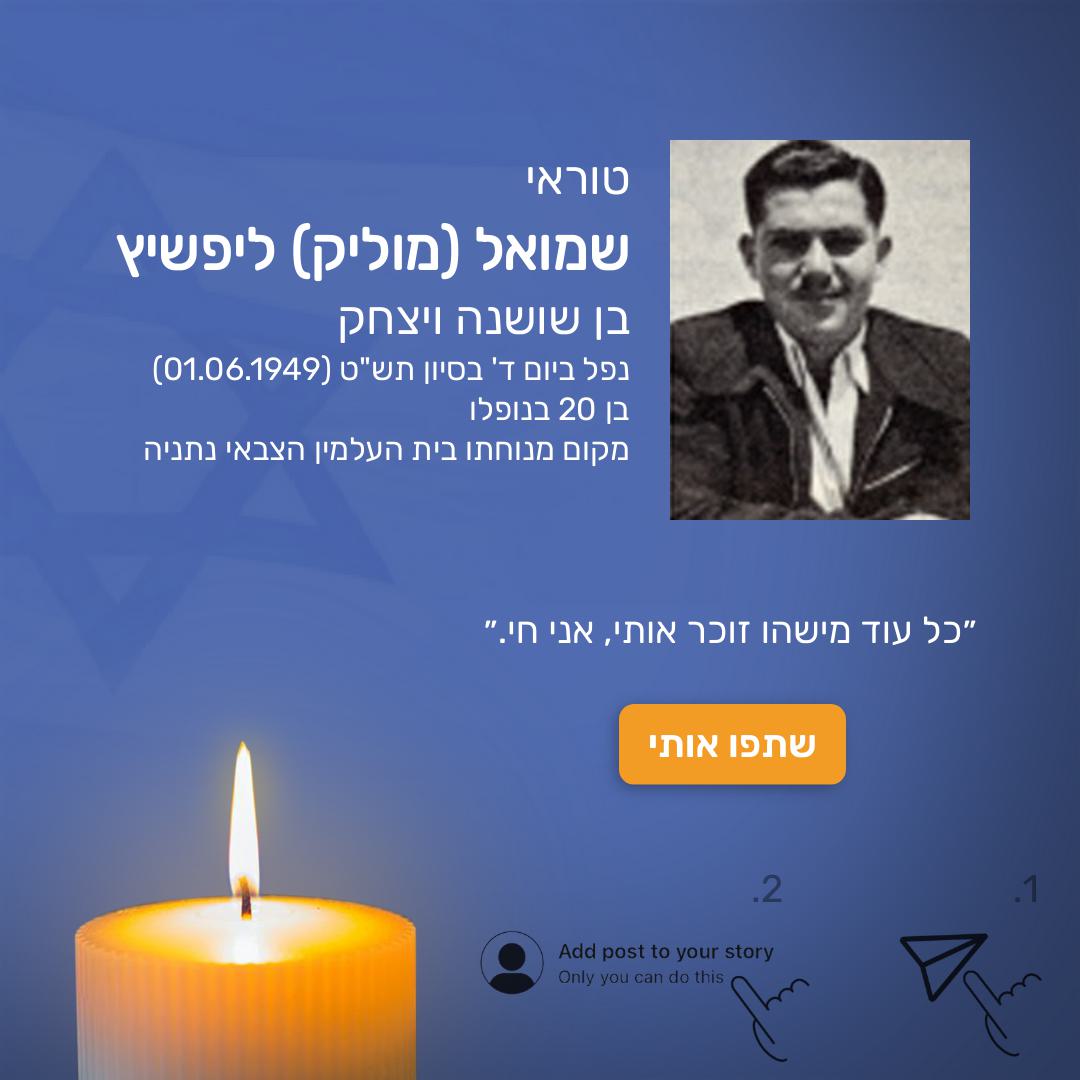 טוראי
שמואל (מוליק) ליפשיץ
בן שושנה ויצחק
נפל ביום ד' בסיון תש"ט (01.06.1949)
בן 20 בנופלו
מקום מנוחתו בית העלמין הצבאי נתניה
״כל עוד מישהו זוכר אותי, אני חי.״
שתפו אותי
1.
2.
Add post to your story
Only you can do this